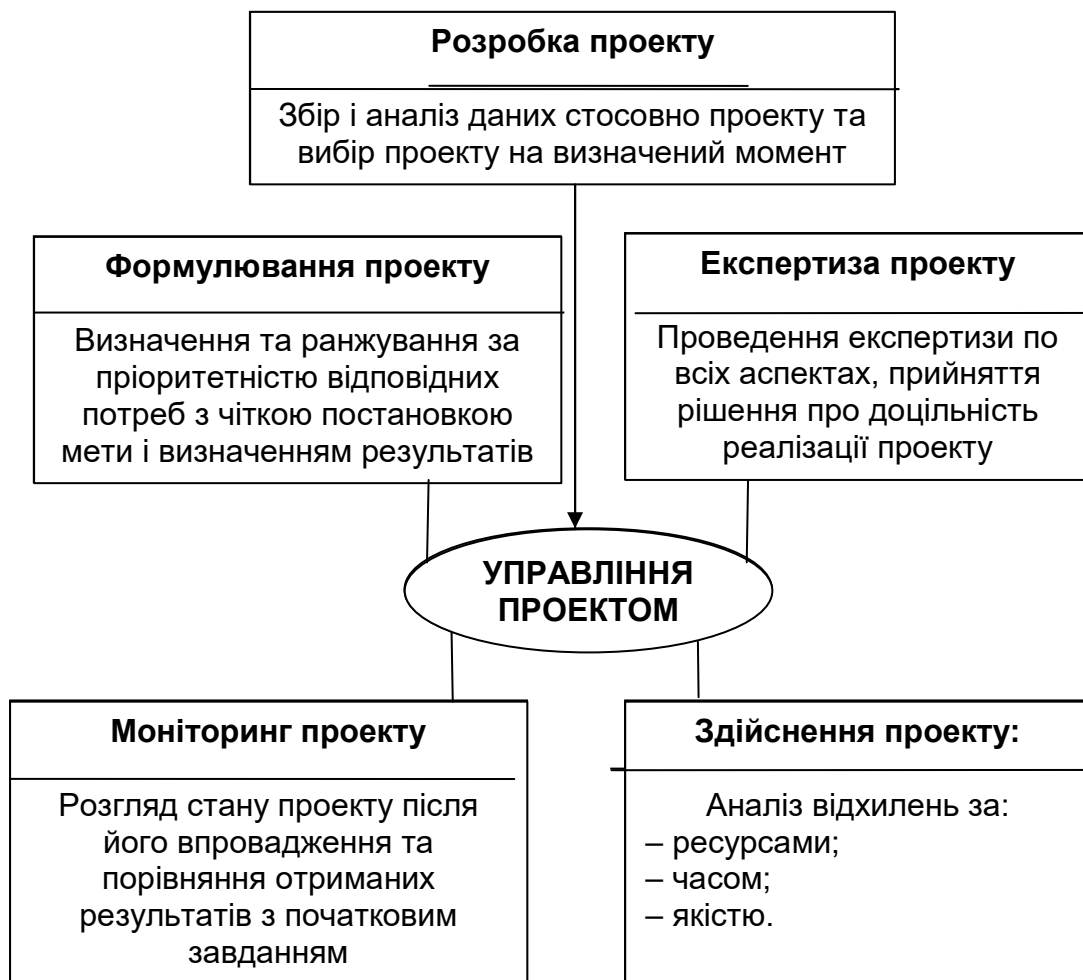 Розробка проекту
Збір і аналіз даних стосовно проекту та
вибір проекту на визначений момент
Формулювання проекту
Визначення та ранжування за
пріоритетністю відповідних
потреб з чіткою постановкою
мети і визначенням результатів
Експертиза проекту
Проведення експертизи по
всіх аспектах, прийняття
рішення про доцільність
реалізації проекту
УПРАВЛІННЯ
ПРОЕКТОМ
Моніторинг проекту
Розгляд стану проекту після
його впровадження та
порівняння отриманих
результатів з початковим
завданням
Здійснення проекту:
Аналіз відхилень за:
– ресурсами;
– часом;
– якістю.